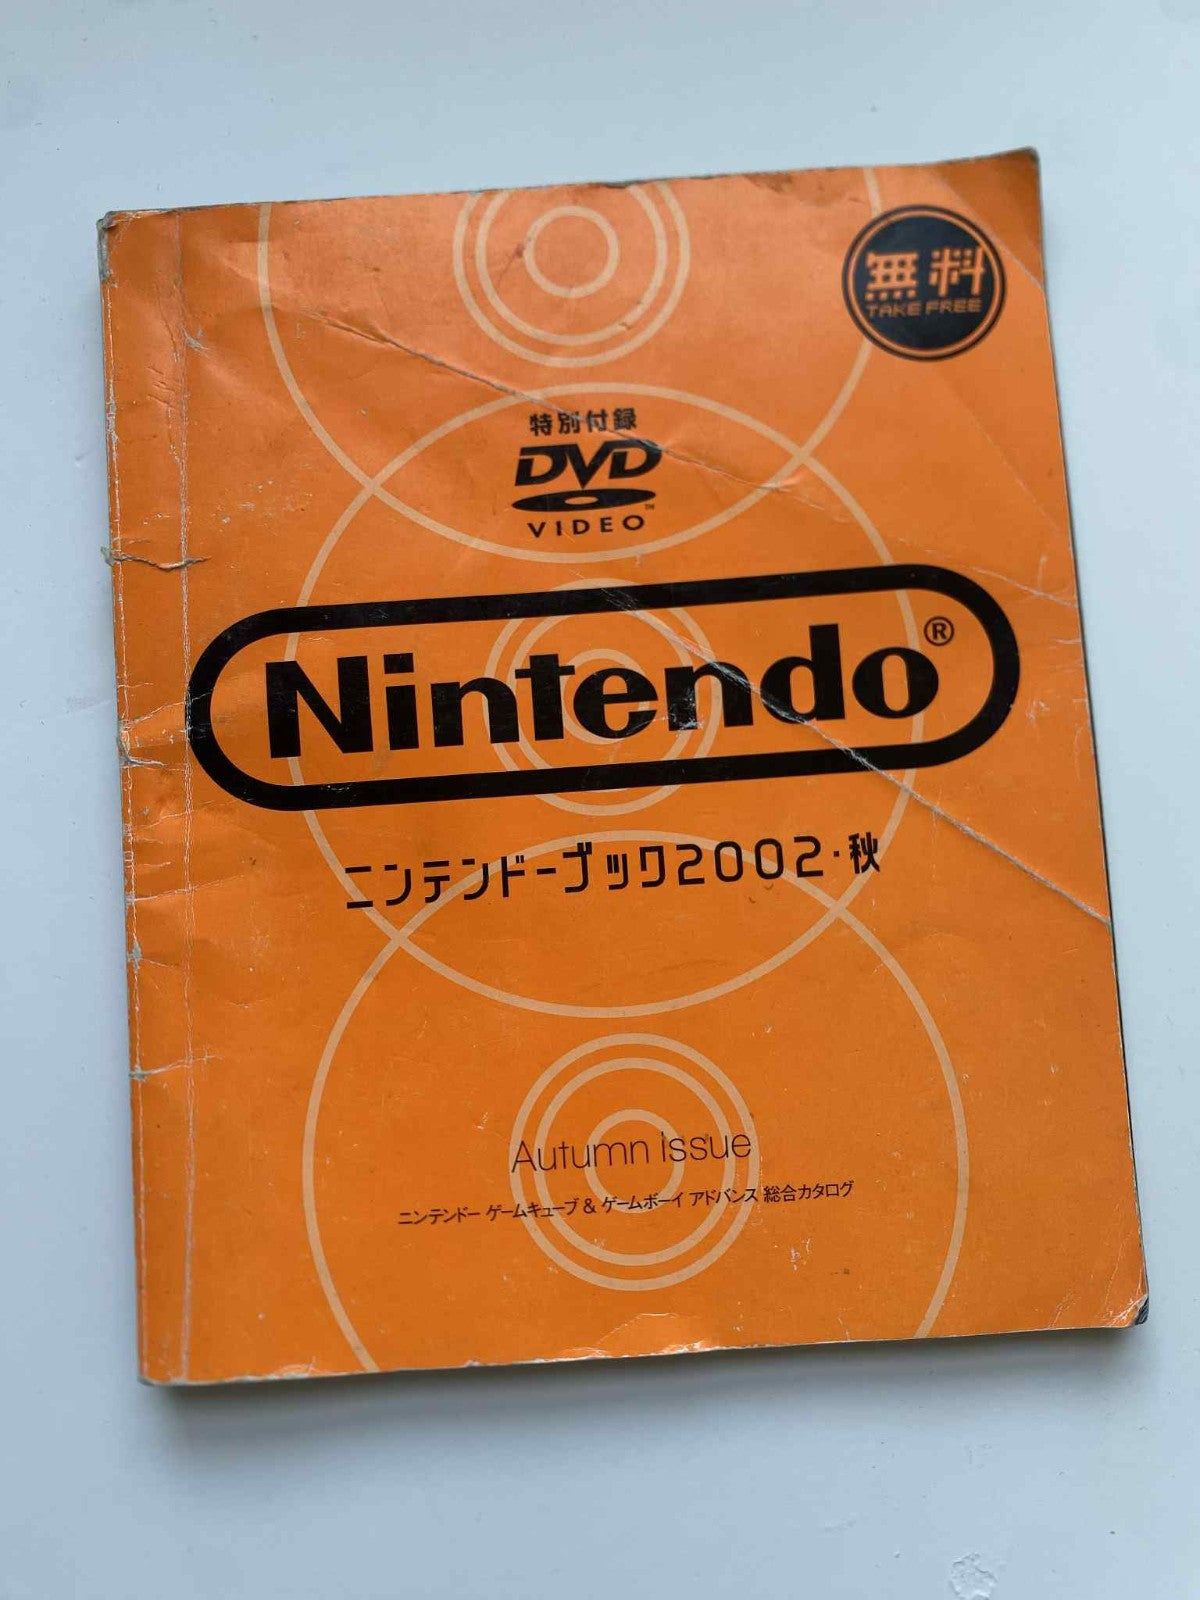 無料
TAKE FREE
特別付録
DVD™
VIDEO
Nintendo®
ニンテンドーブック2002・秋
Autumn Issue
ニンテンドー ゲームキューブ & ゲームボーイ アドバンス 総合カタログ